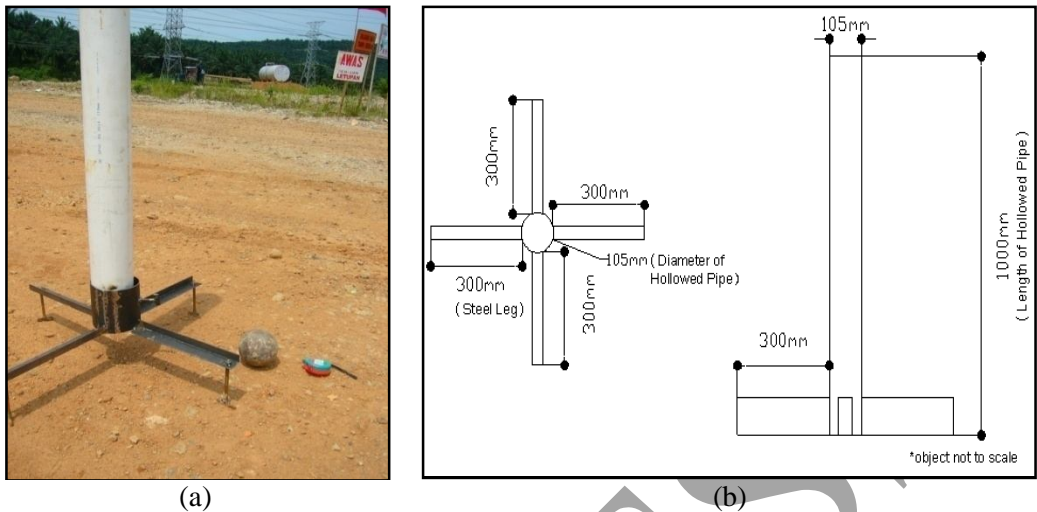 AWAS
LETUPAN
105mm
300mm
300mm
105mm (Diameter of
Hollowed Pipe)
300mm
(Steel Leg)
300mm
300mm
1000mm
(Length of Hollowed Pipe)
*object not to scale
(a)
(b)